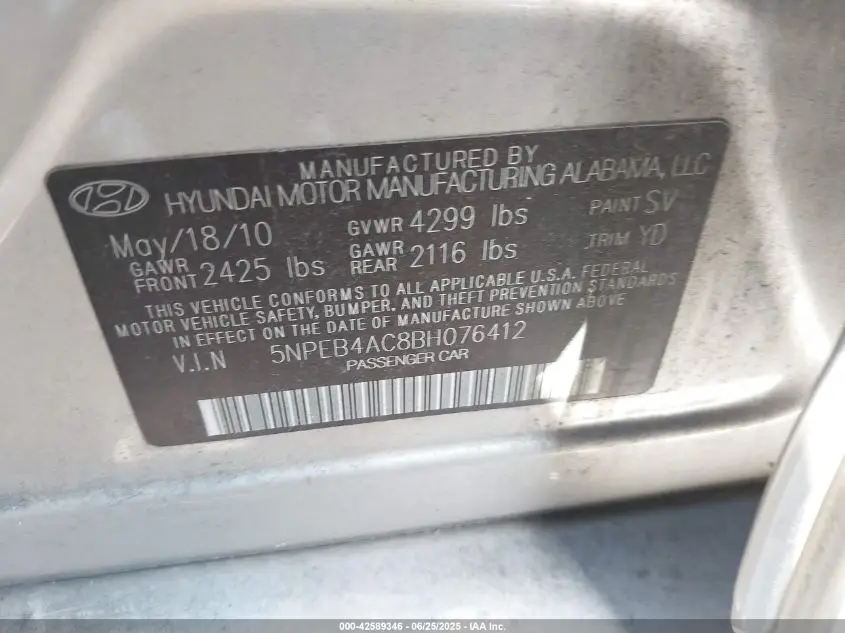 MANUFACTURED BY
HYUNDAI MOTOR MANUFACTURING ALABAMA, LLC
May/18/10 GVWR 4299 lbs PAINT SV
GAWR FRONT 2425 lbs GAWR REAR 2116 lbs TRIM YD
THIS VEHICLE CONFORMS TO ALL APPLICABLE U.S.A. FEDERAL
MOTOR VEHICLE SAFETY, BUMPER, AND THEFT PREVENTION STANDARDS
IN EFFECT ON THE DATE OF MANUFACTURE SHOWN ABOVE
V.I.N 5NPEB4AC8BH076412
PASSENGER CAR
000-42589346 - 06/25/2025 - IAA Inc.